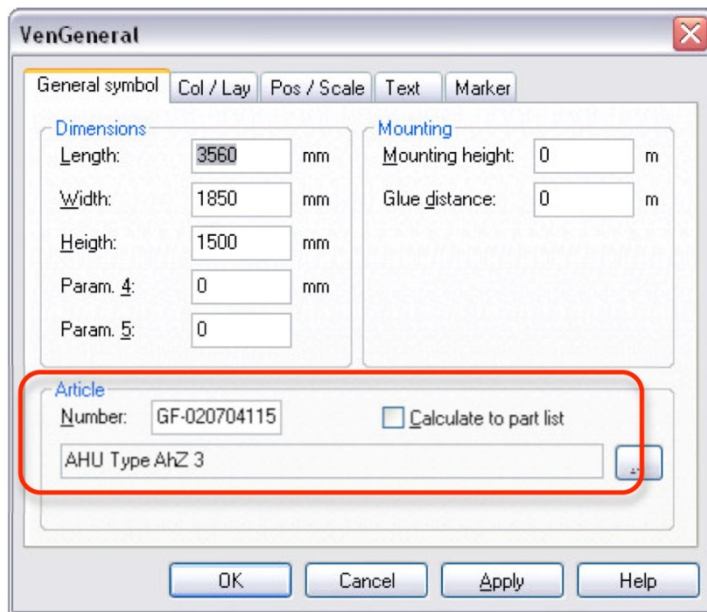 VenGeneral
General symbol Col / Lay Pos / Scale Text Marker
Dimensions Mounting
Length: 3560 mm Mounting height: 0 m
Width: 1850 mm Glue distance: 0 m
Heigth: 1500 mm
Param. 4: 0 mm
Param. 5: 0
Article
Number: GF-020704115 Calculate to part list
AHU Type AhZ 3 ...
OK Cancel Apply Help